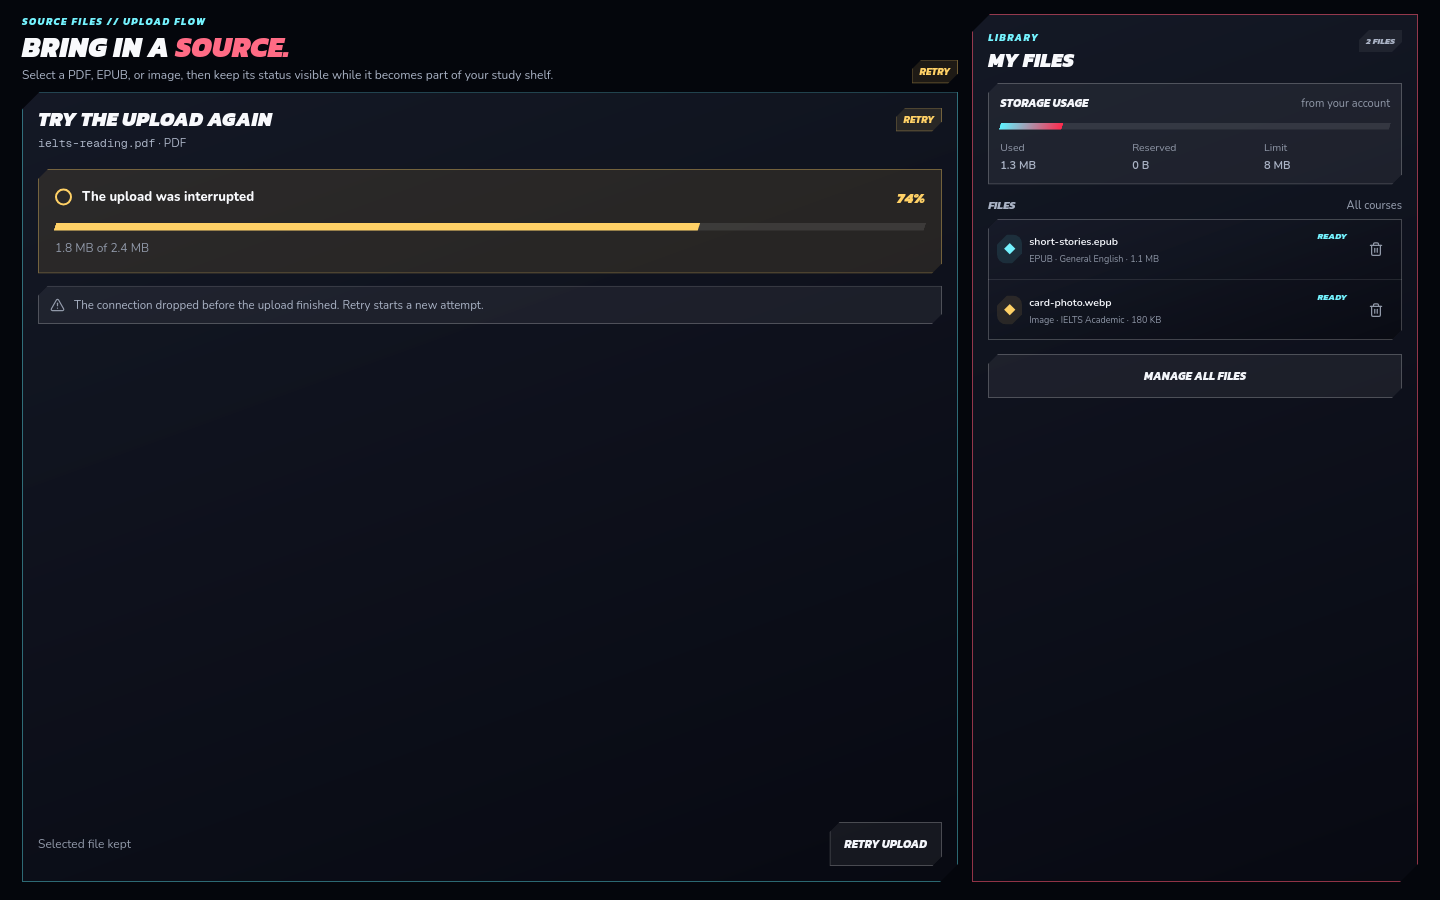 SOURCE FILES // UPLOAD FLOW
BRING IN A SOURCE.
Select a PDF, EPUB, or image, then keep its status visible while it becomes part of your study shelf.
RETRY
TRY THE UPLOAD AGAIN
RETRY
ielts-reading.pdf · PDF
The upload was interrupted
74%
1.8 MB of 2.4 MB
The connection dropped before the upload finished. Retry starts a new attempt.
Selected file kept
RETRY UPLOAD
LIBRARY
MY FILES
2 FILES
STORAGE USAGE
from your account
Used
Reserved
Limit
1.3 MB
0 B
8 MB
FILES
All courses
short-stories.epub
READY
EPUB · General English · 1.1 MB
card-photo.webp
READY
Image · IELTS Academic · 180 KB
MANAGE ALL FILES